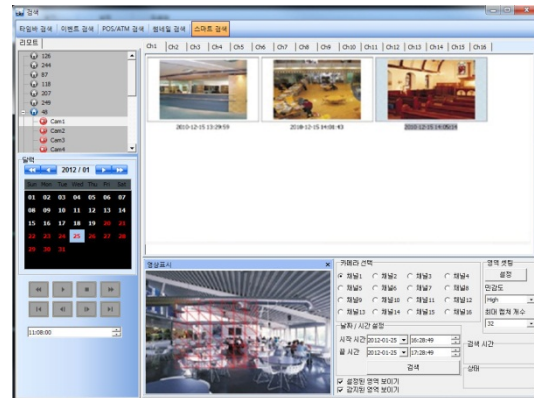 검색
타임바 검색 이벤트 검색 POS/ATM 검색 썸네일 검색 스마트 검색
리모트
Ch1 Ch2 Ch3 Ch4 Ch5 Ch6 Ch7 Ch8 Ch9 Ch10 Ch11 Ch12 Ch13 Ch14 Ch15 Ch16
126
244
87
118
207
249
48
Cam1
Cam2
Cam3
Cam4
2010-12-15 13:29:59
2010-12-15 14:01:43
2010-12-15 14:05:14
달력
2012 / 01
Sun Mon Tue Wed Thu Fri Sat
01 02 03 04 05 06 07
08 09 10 11 12 13 14
15 16 17 18 19 20 21
22 23 24 25 26 27 28
29 30 31
11:08:00
영상표시
카메라 선택
채널1 채널2 채널3 채널4
채널5 채널6 채널7 채널8
채널9 채널10 채널11 채널12
채널13 채널14 채널15 채널16
날짜 / 시간 설정
시작 시간 2012-01-25 16:28:49
끝 시간 2012-01-25 17:28:49
검색
설정된 영역 보이기
감지된 영역 보이기
영역 셋팅
설정
민감도
High
최대 캡쳐 개수
32
검색 시간
상태